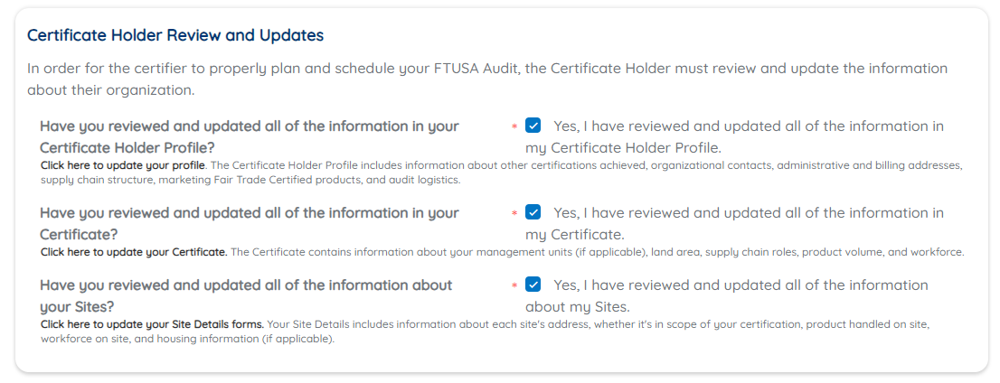 Certificate Holder Review and Updates
In order for the certifier to properly plan and schedule your FTUSA Audit, the Certificate Holder must review and update the information
about their organization.
Have you reviewed and updated all of the information in your
Certificate Holder Profile?
* Yes, I have reviewed and updated all of the information in
my Certificate Holder Profile.
Click here to update your profile. The Certificate Holder Profile includes information about other certifications achieved, organizational contacts, administrative and billing addresses,
supply chain structure, marketing Fair Trade Certified products, and audit logistics.
Have you reviewed and updated all of the information in your
Certificate?
* Yes, I have reviewed and updated all of the information in
my Certificate.
Click here to update your Certificate. The Certificate contains information about your management units (if applicable), land area, supply chain roles, product volume, and workforce.
Have you reviewed and updated all of the information about
your Sites?
* Yes, I have reviewed and updated all of the information
about my Sites.
Click here to update your Site Details forms. Your Site Details includes information about each site's address, whether it's in scope of your certification, product handled on site,
workforce on site, and housing information (if applicable).